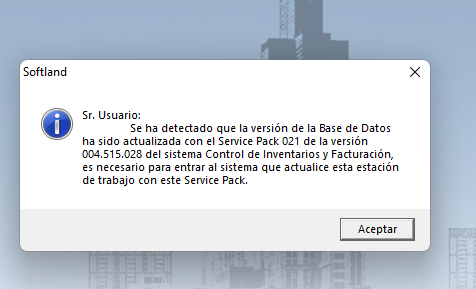 Softland
Sr. Usuario:
Se ha detectado que la versión de la Base de Datos
ha sido actualizada con el Service Pack 021 de la versión
004.515.028 del sistema Control de Inventarios y Facturación,
es necesario para entrar al sistema que actualice esta estación
de trabajo con este Service Pack.
Aceptar